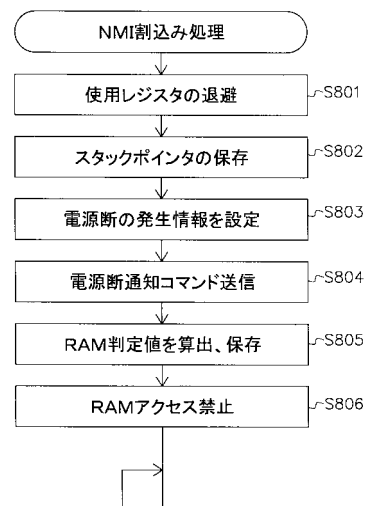 NMI割込み処理
使用レジスタの退避
S801
スタックポインタの保存
S802
電源断の発生情報を設定
S803
電源断通知コマンド送信
S804
RAM判定値を算出、保存
S805
RAMアクセス禁止
S806